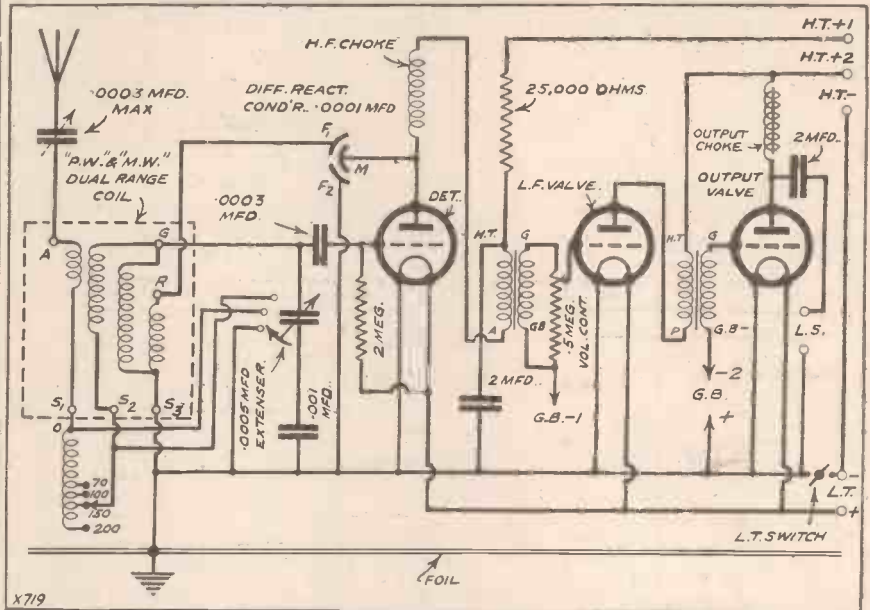 H.T.+1
H.F. CHOKE
H.T.+2
.0003 MFD.
MAX
DIFF. REACT.
COND'R. .0001 MFD
25,000 OHMS.
H.T.-
F1
M
F2
OUTPUT
CHOKE
2 MFD.
"P.W." & "M.W."
DUAL RANGE
COIL
.0003
MFD.
DET.
L.F. VALVE.
OUTPUT
VALVE
A
G
R
H.T.
G
H.T
G
2 MEG.
A
GB
.5 MEG.
VOL. CONT.
P
G.B-
L.S.
.0005 MFD
EXTENSER.
.001
MFD.
2 MFD.
G.B.-1
-2
G.B.
+
S1
S2
S3
O
70
100
150
200
-
L.T.
+
L.T. SWITCH
FOIL
X719